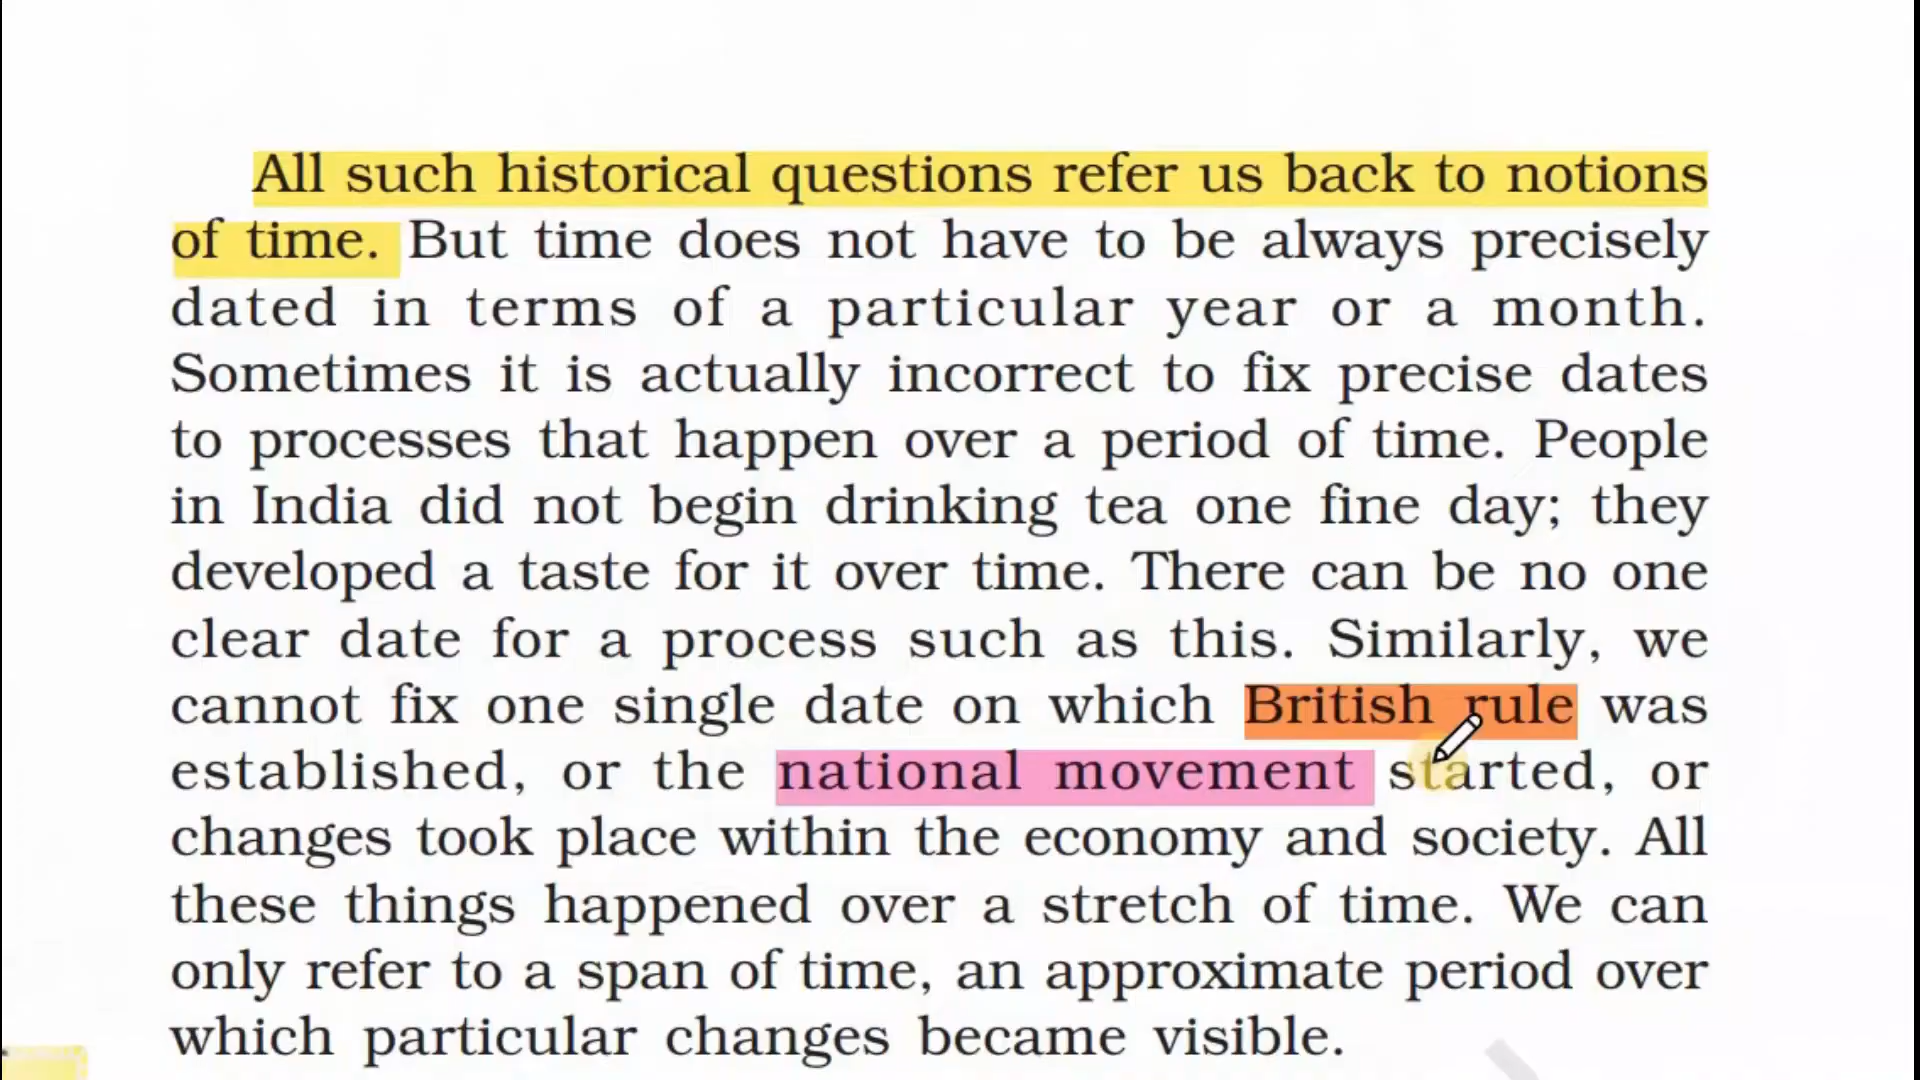 All such historical questions refer us back to notions
of time. But time does not have to be always precisely
dated in terms of a particular year or a month.
Sometimes it is actually incorrect to fix precise dates
to processes that happen over a period of time. People
in India did not begin drinking tea one fine day; they
developed a taste for it over time. There can be no one
clear date for a process such as this. Similarly, we
cannot fix one single date on which British rule was
established, or the national movement started, or
changes took place within the economy and society. All
these things happened over a stretch of time. We can
only refer to a span of time, an approximate period over
which particular changes became visible.